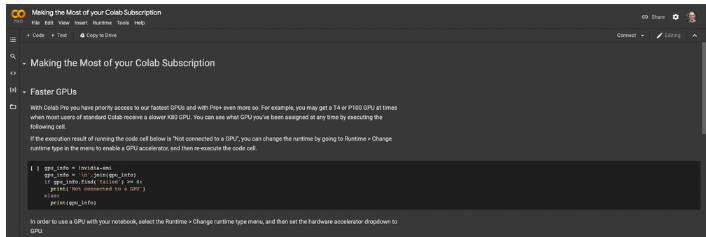 Making the Most of your Colab Subscription
PRO File Edit View Insert Runtime Tools Help
Share
+ Code + Text Copy to Drive
Connect Editing
Making the Most of your Colab Subscription
Faster GPUs
With Colab Pro you have priority access to our fastest GPUs and with Pro+ even more so. For example, you may get a T4 or P100 GPU at times
when most users of standard Colab receive a slower K80 GPU. You can see what GPU you've been assigned at any time by executing the
following cell.
If the execution result of running the code cell below is "Not connected to a GPU", you can change the runtime by going to Runtime > Change
runtime type in the menu to enable a GPU accelerator, and then re-execute the code cell.
[ ] gpu_info = !nvidia-smi
gpu_info = '\n'.join(gpu_info)
if gpu_info.find('failed') >= 0:
print('Not connected to a GPU')
else:
print(gpu_info)
In order to use a GPU with your notebook, select the Runtime > Change runtime type menu, and then set the hardware accelerator dropdown to
GPU.